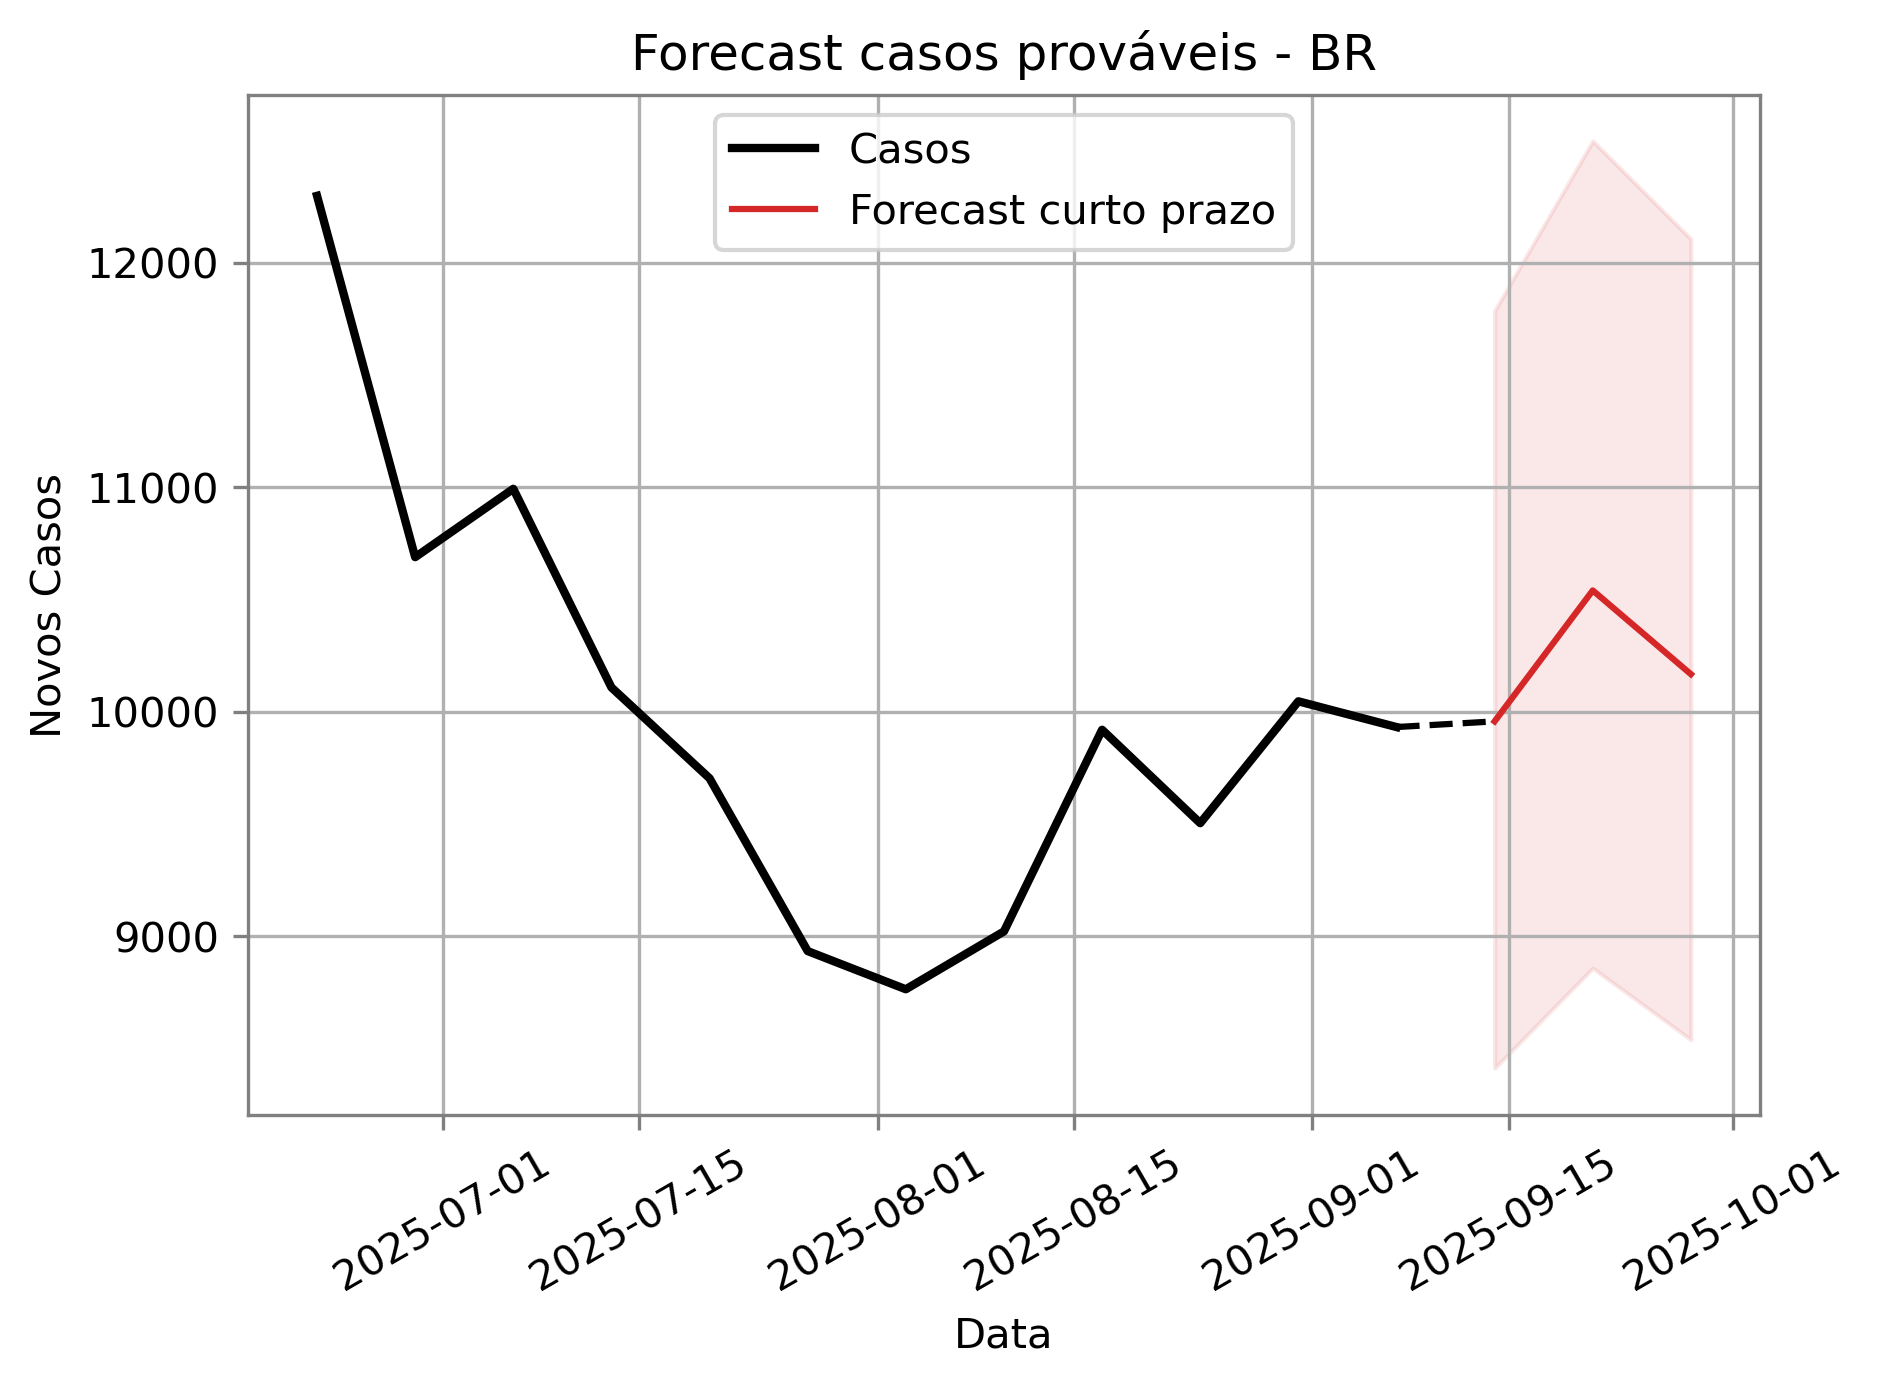 Forecast casos prováveis - BR
Casos
Forecast curto prazo
Novos Casos
12000
11000
10000
9000
2025-07-01
2025-07-15
2025-08-01
2025-08-15
2025-09-01
2025-09-15
2025-10-01
Data